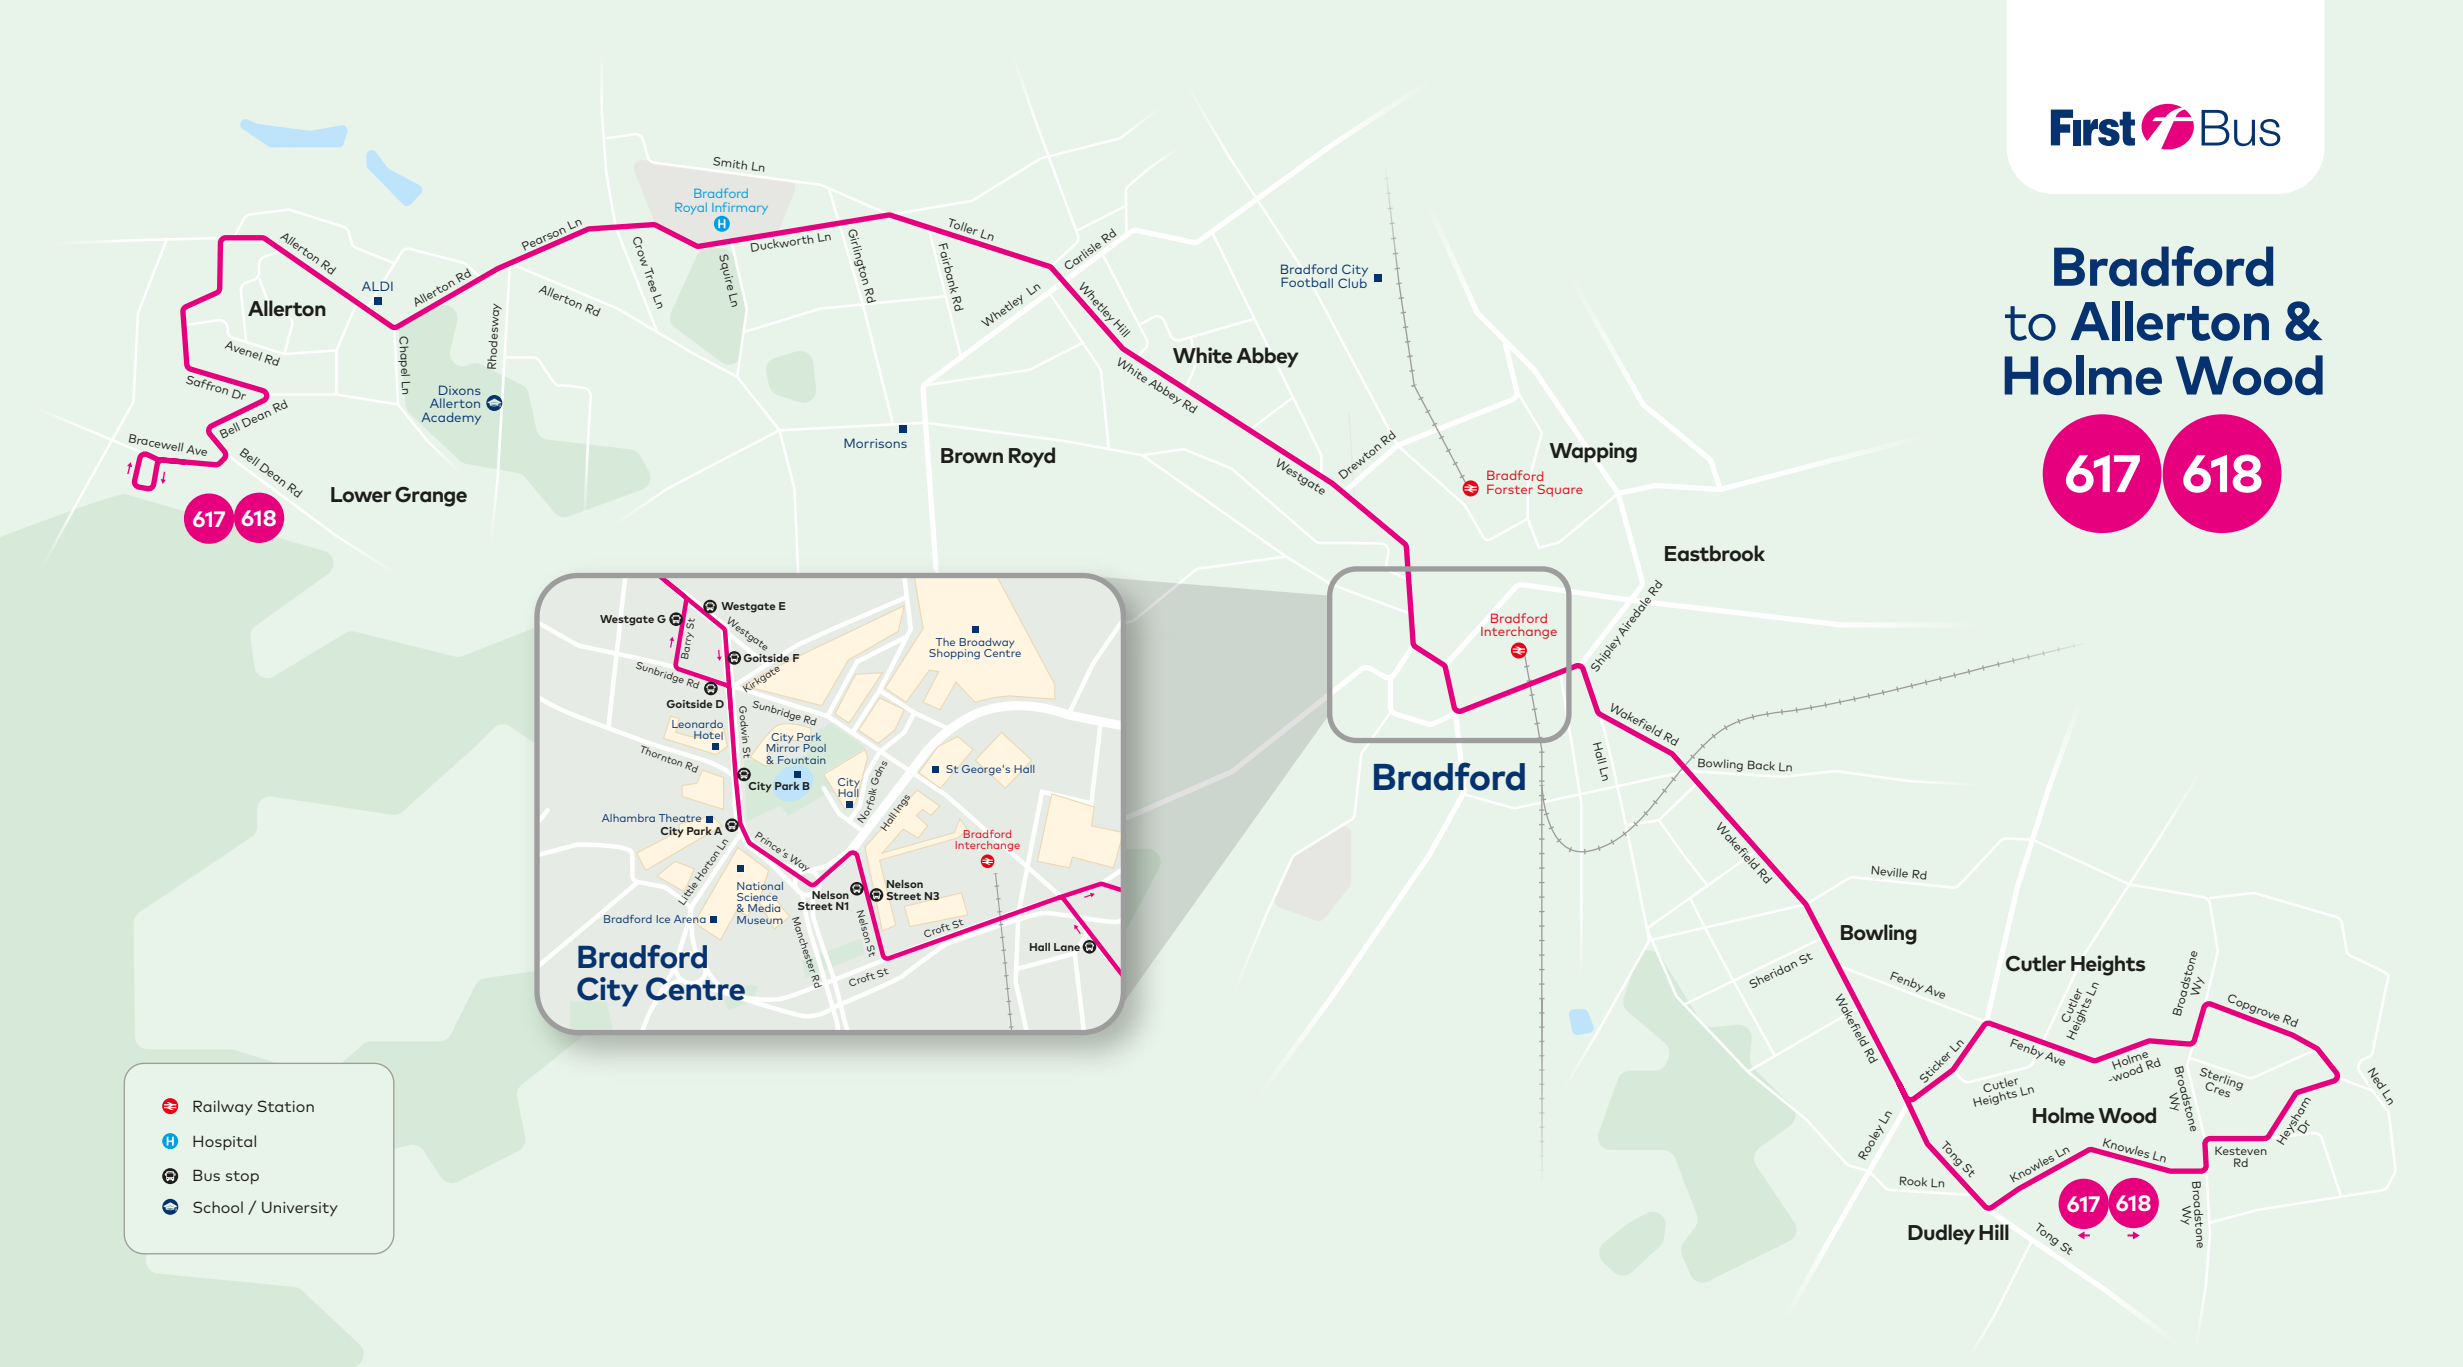 First Bus
Bradford
to Allerton &
Holme Wood
617 618
Smith Ln
Bradford
Royal Infirmary
H
Duckworth Ln
Squire Ln
Crow Tree Ln
Pearson Ln
Allerton Rd
Allerton Rd
Allerton Rd
ALDI
Allerton
Rhodesway
Chapel Ln
Avenel Rd
Saffron Dr
Dixons
Allerton
Academy
Bell Dean Rd
Bracewell Ave
Bell Dean Rd
Lower Grange
617 618
Girlington Rd
Fairbank Rd
Toller Ln
Carlisle Rd
Whetley Ln
Whetley Hill
White Abbey
White Abbey Rd
Morrisons
Brown Royd
Bradford City
Football Club
Westgate
Drewton Rd
Wapping
Bradford
Forster Square
Eastbrook
Shipley Airedale Rd
Bradford
Interchange
Bradford
Wakefield Rd
Hall Ln
Bowling Back Ln
Wakefield Rd
Neville Rd
Bowling
Sheridan St
Fenby Ave
Cutler Heights
Wakefield Rd
Cutler
Heights Ln
Broadstone
Wy
Copgrove Rd
Sticker Ln
Fenby Ave
Holme
-wood Rd
Cutler
Heights Ln
Sterling
Cres
Broadstone
Wy
Ned Ln
Holme Wood
Heysham
Dr
Rooley Ln
Tong St
Knowles Ln
Knowles Ln
Kesteven
Rd
Rook Ln
617 618
Broadstone
Wy
Dudley Hill
Tong St
Westgate E
Westgate G
Barry St
Westgate
Goitside F
Sunbridge Rd
Kirkgate
Goitside D
The Broadway
Shopping Centre
Leonardo
Hotel
Godwin St
Sunbridge Rd
City Park
Mirror Pool
& Fountain
Thornton Rd
City Park B
City
Hall
Norfolk Gdns
Hall Ings
St George's Hall
Alhambra Theatre
City Park A
Prince's Way
Little Horton Ln
Bradford
Interchange
National
Science
& Media
Museum
Nelson
Street N1
Nelson
Street N3
Bradford Ice Arena
Manchester Rd
Nelson St
Croft St
Croft St
Hall Lane
Bradford
City Centre
Railway Station
H Hospital
Bus stop
School / University